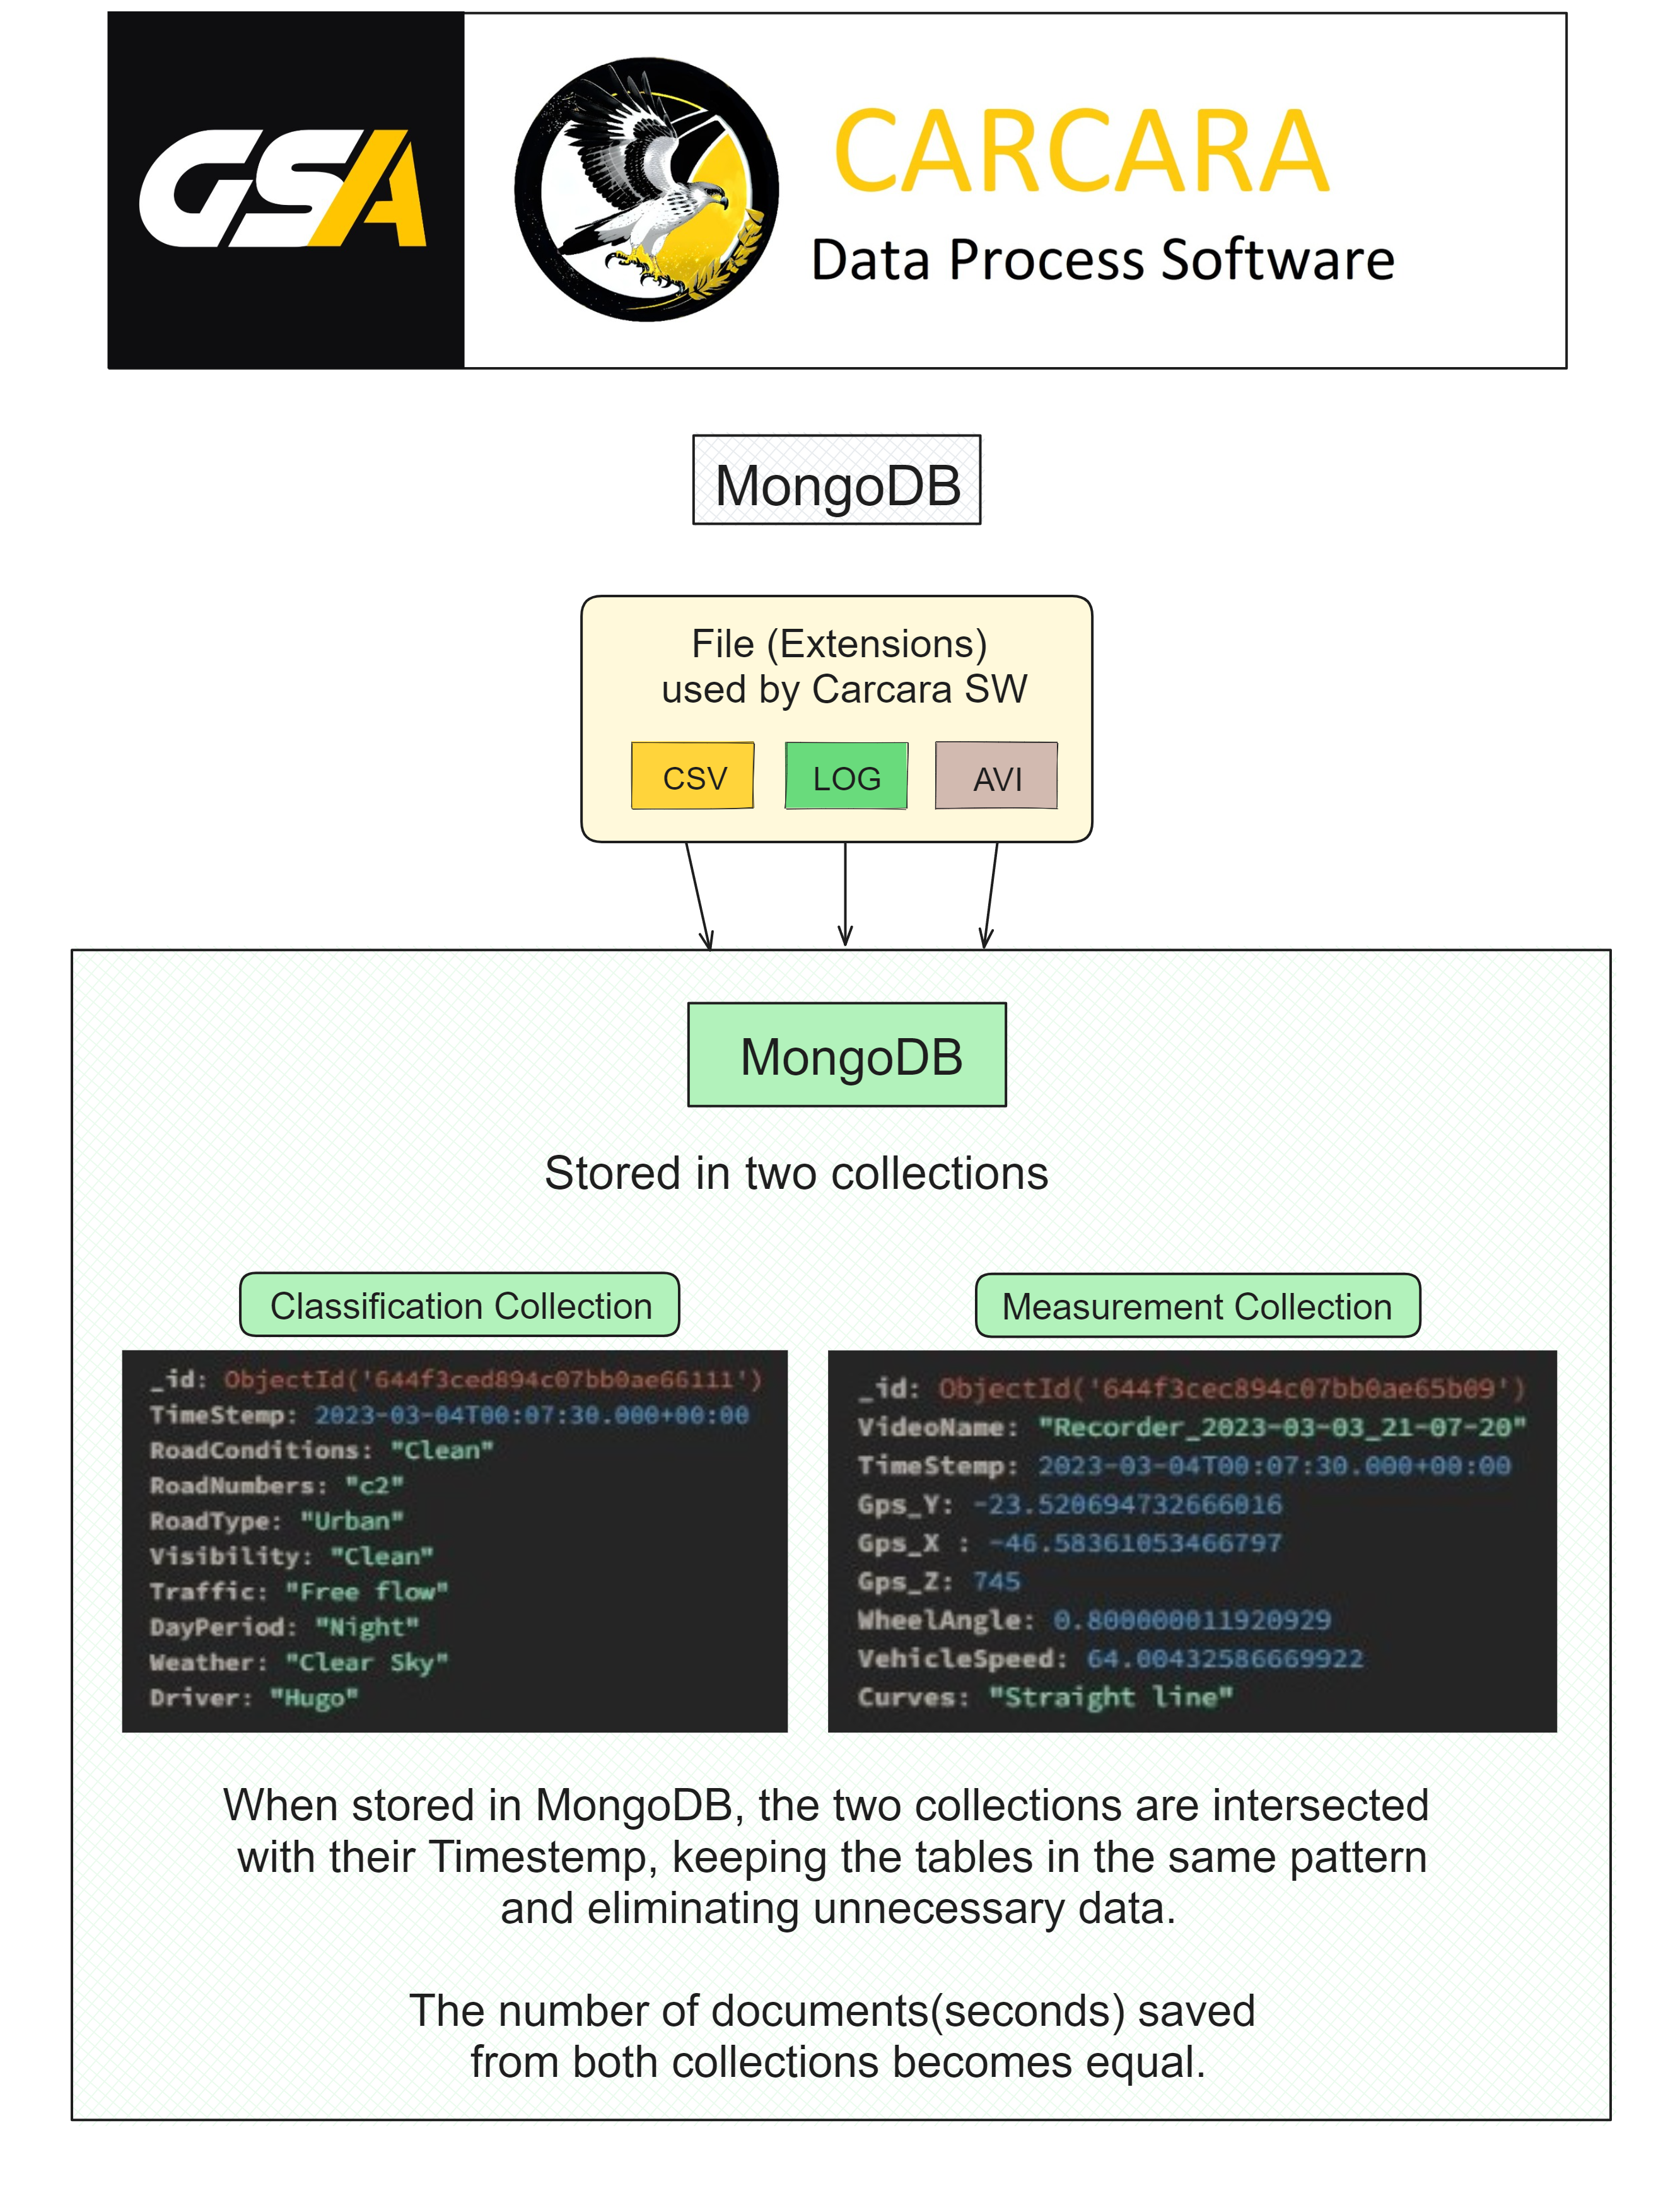 GSA
CARCARA
Data Process Software
MongoDB
File (Extensions)
used by Carcara SW
CSV
LOG
AVI
MongoDB
Stored in two collections
Classification Collection
_id: ObjectId('644f3ced894c07bb0ae66111')
TimeStemp: 2023-03-04T00:07:30.000+00:00
RoadConditions: "Clean"
RoadNumbers: "c2"
RoadType: "Urban"
Visibility: "Clean"
Traffic: "Free flow"
DayPeriod: "Night"
Weather: "Clear Sky"
Driver: "Hugo"
Measurement Collection
_id: ObjectId('644f3cec894c07bb0ae65b09')
VideoName: "Recorder_2023-03-03_21-07-20"
TimeStemp: 2023-03-04T00:07:30.000+00:00
Gps_Y: -23.520694732666016
Gps_X : -46.58361053466797
Gps_Z: 745
WheelAngle: 0.800000011920929
VehicleSpeed: 64.00432586669922
Curves: "Straight line"
When stored in MongoDB, the two collections are intersected
with their Timestemp, keeping the tables in the same pattern
and eliminating unnecessary data.
The number of documents(seconds) saved
from both collections becomes equal.